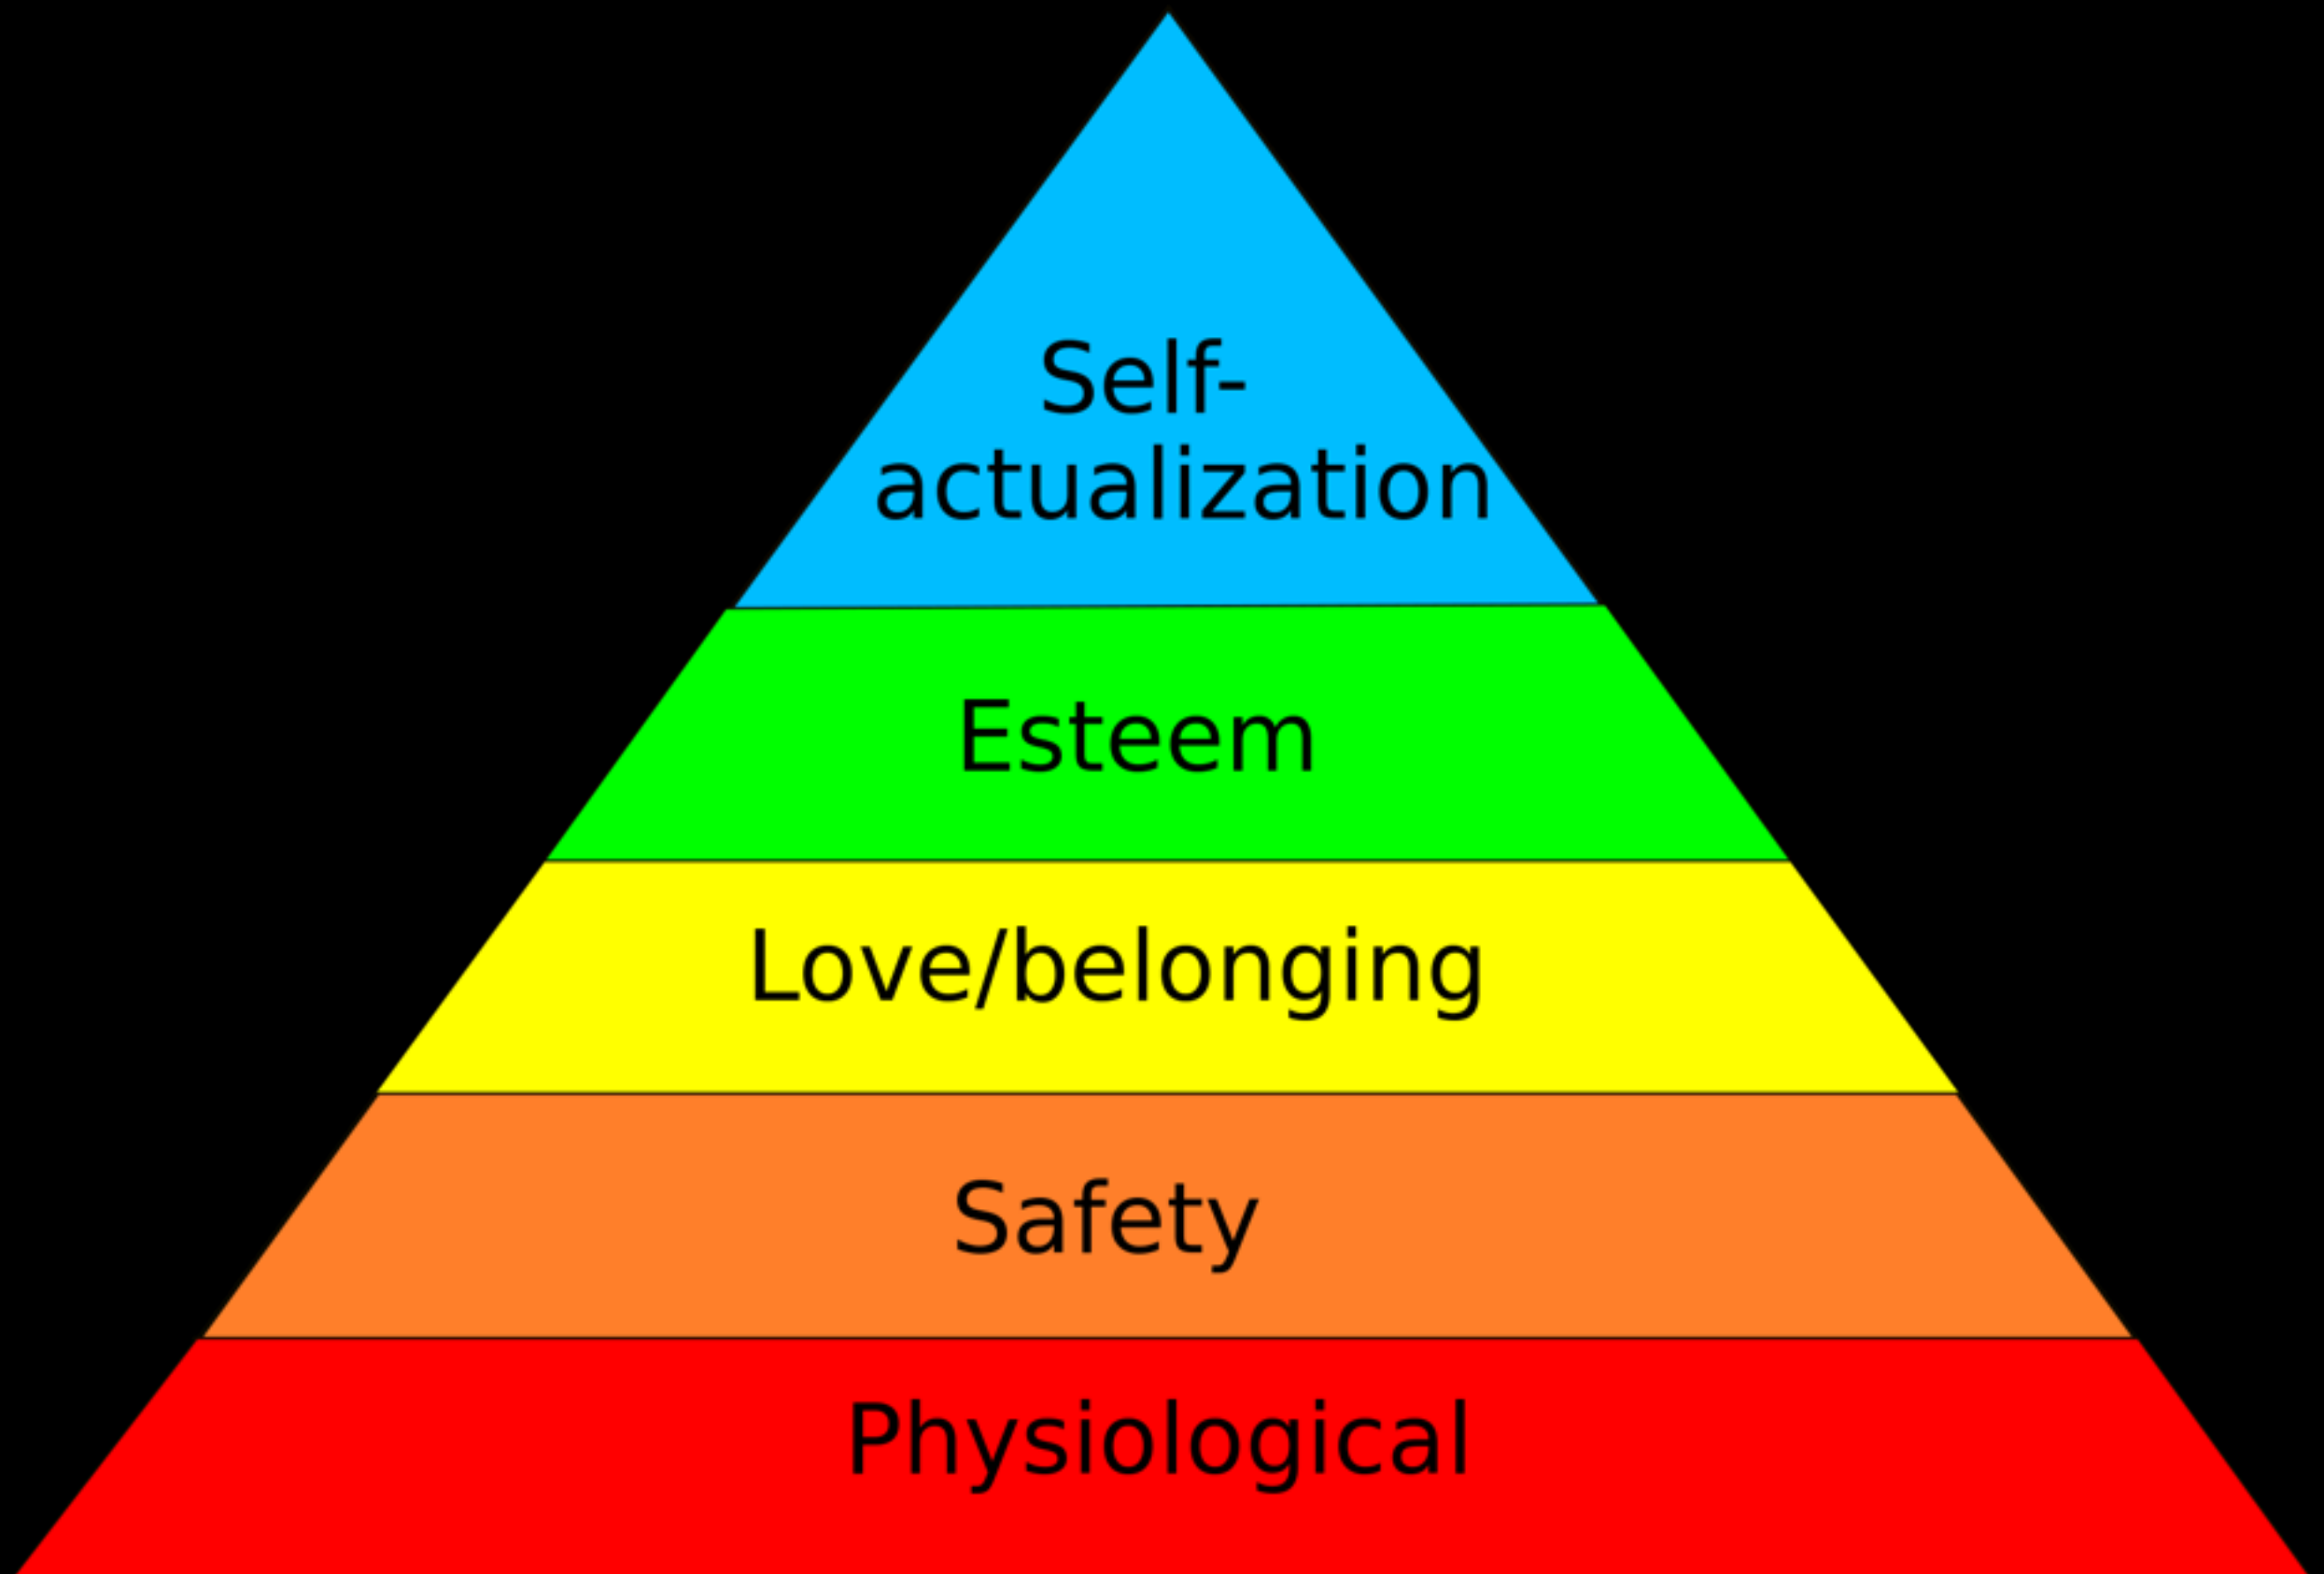 Self-
actualization
Esteem
Love/belonging
Safety
Physiological